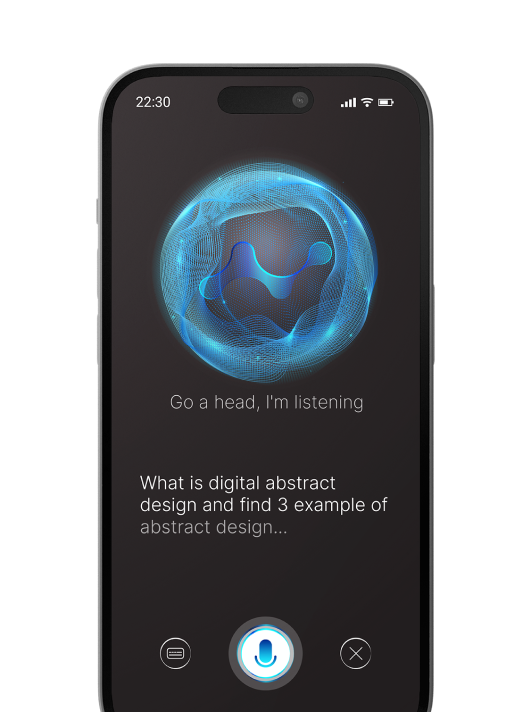 22:30
Go a head, I'm listening
What is digital abstract
design and find 3 example of
abstract design...